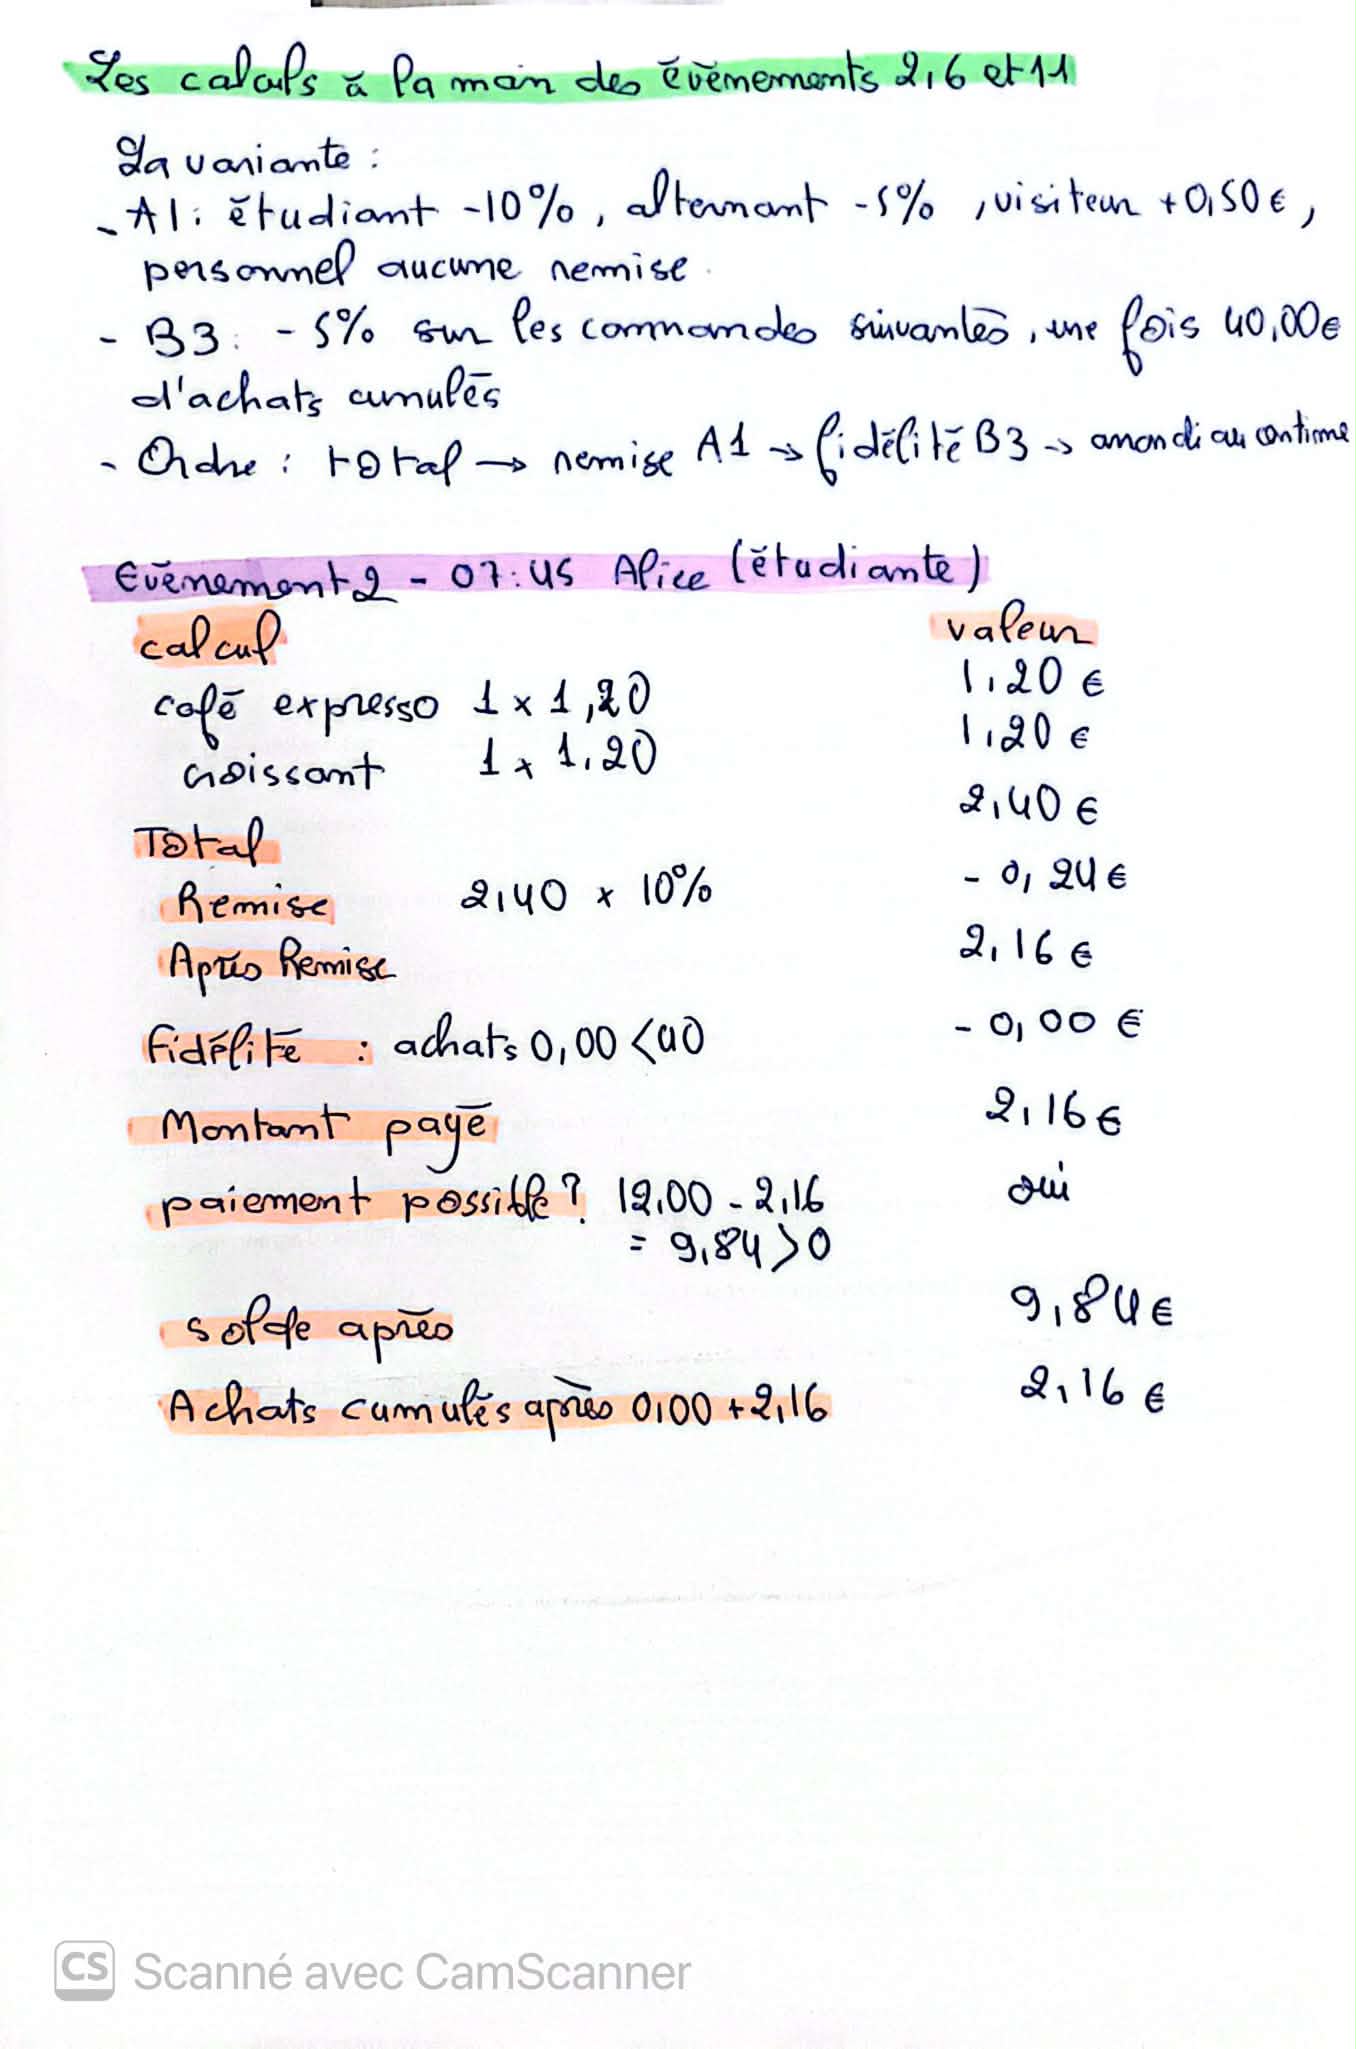 Les calculs à la main des évènements 2,6 et 11
La variante :
- A1 : étudiant -10%, alternant -5%, visiteur +0,50€,
personnel aucune remise.
- B3 : -5% sur les commandes suivantes, une fois 40,00€
d'achats cumulés
- Ordre : total → remise A1 → fidélité B3 → arrondi au centime
Evènement 2 - 07:45 Alice (étudiante)
calcul valeur
café expresso 1 x 1,20 1,20 €
croissant 1 x 1,20 1,20 €
Total 2,40 €
Remise 2,40 x 10% - 0,24 €
Après Remise 2,16 €
Fidélité : achats 0,00 < 40 - 0,00 €
Montant payé 2,16 €
paiement possible ? 12,00 - 2,16 oui
= 9,84 > 0
solde après 9,84 €
Achats cumulés après 0,00 + 2,16 2,16 €
CS Scanné avec CamScanner